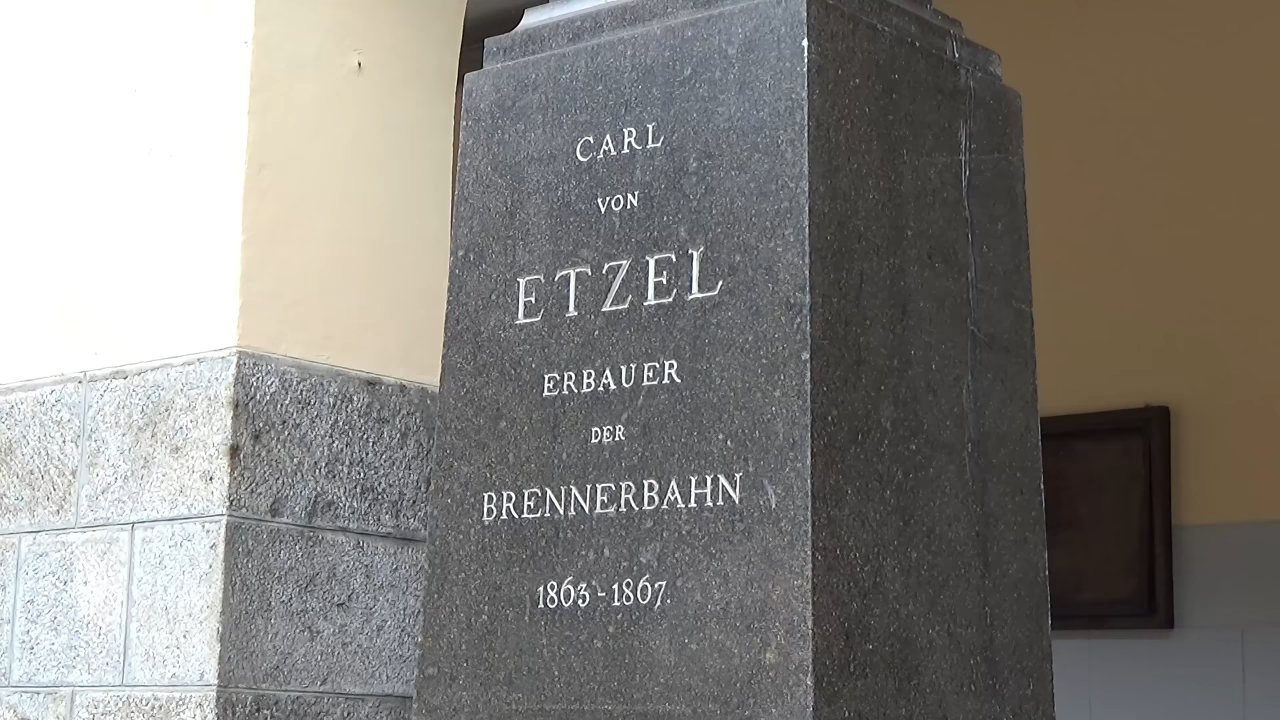 CARL
VON
ETZEL
ERBAUER
DER
BRENNERBAHN
1863-1867.